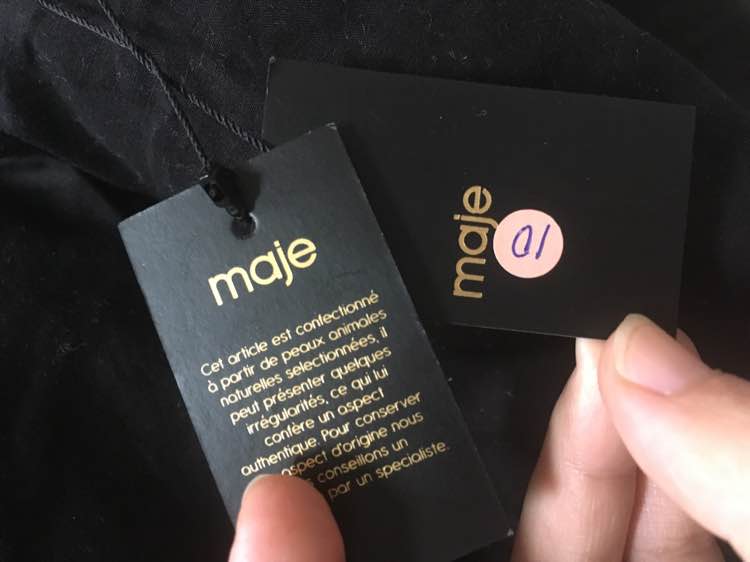 maje
Cet article est confectionné
à partir de peaux animales
naturelles selectionnées, il
peut présenter quelques
irrégularités, ce qui lui
confère un aspect
authentique. Pour conserver
aspect d'origine nous
conseillons un
par un specialiste.
maje